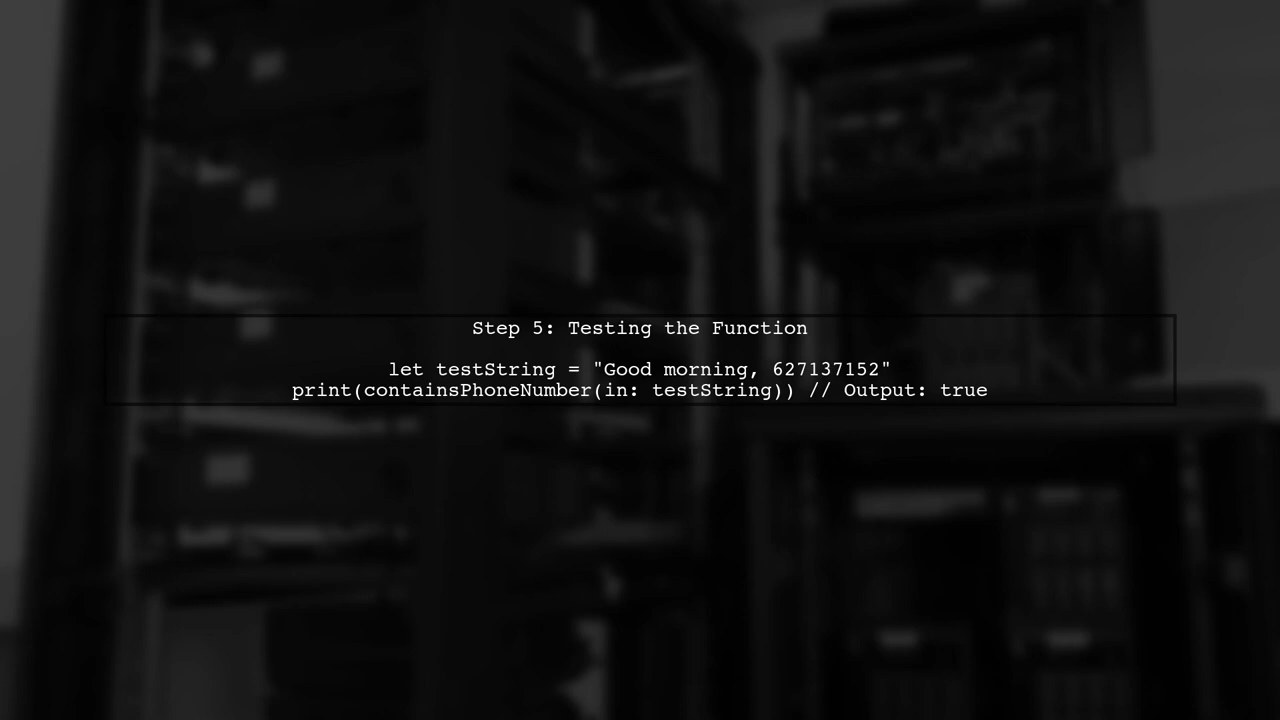 Step 5: Testing the Function
let testString = "Good morning, 627137152"
print(containsPhoneNumber(in: testString)) // Output: true